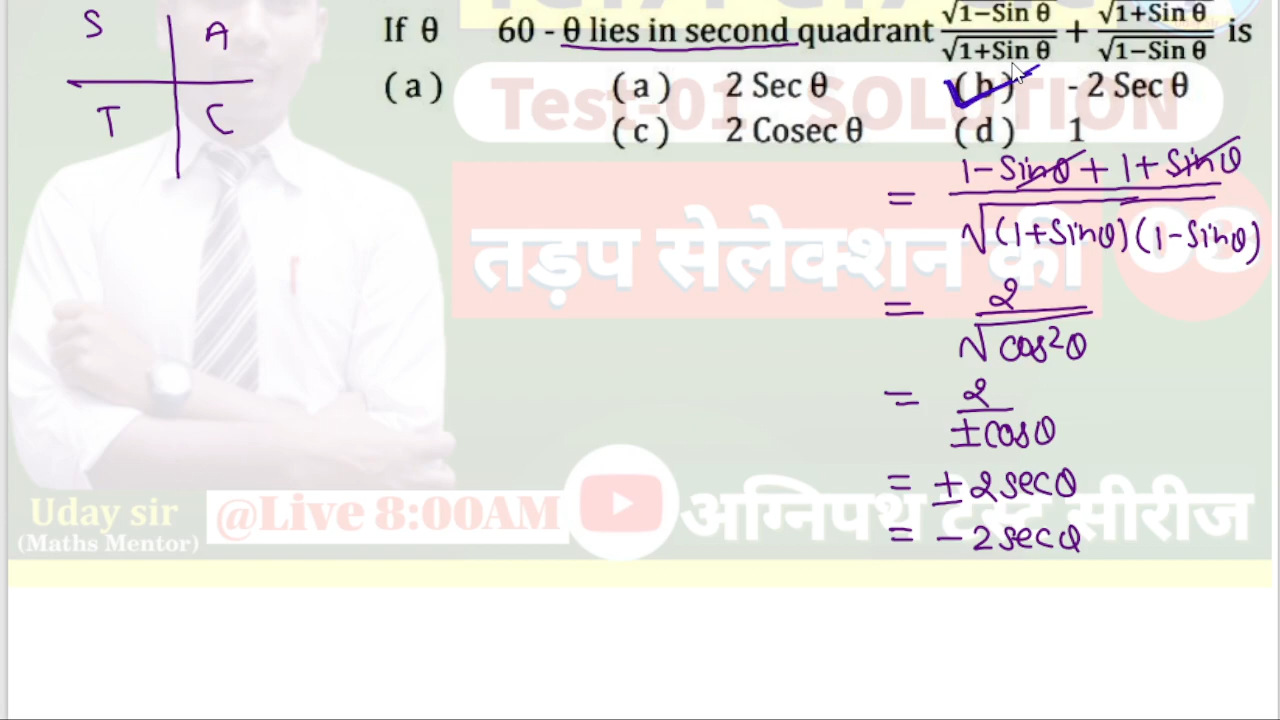 S A
T C
If θ 60 - θ lies in second quadrant √1−Sin θ/√1+Sin θ + √1+Sin θ/√1−Sin θ is
(a) (a) 2 Sec θ (b) - 2 Sec θ
(c) 2 Cosec θ (d) 1
Test-01 SOLUTION
= 1 - Sinθ + 1 + Sinθ / √(1+Sinθ)(1-Sinθ)
तड़प सेलेक्शन की
= 2/√cos²θ
= 2/±cosθ
= ±2secθ
= -2secθ
Uday sir
(Maths Mentor)
@Live 8:00AM
अग्निपथ टेस्ट सीरीज